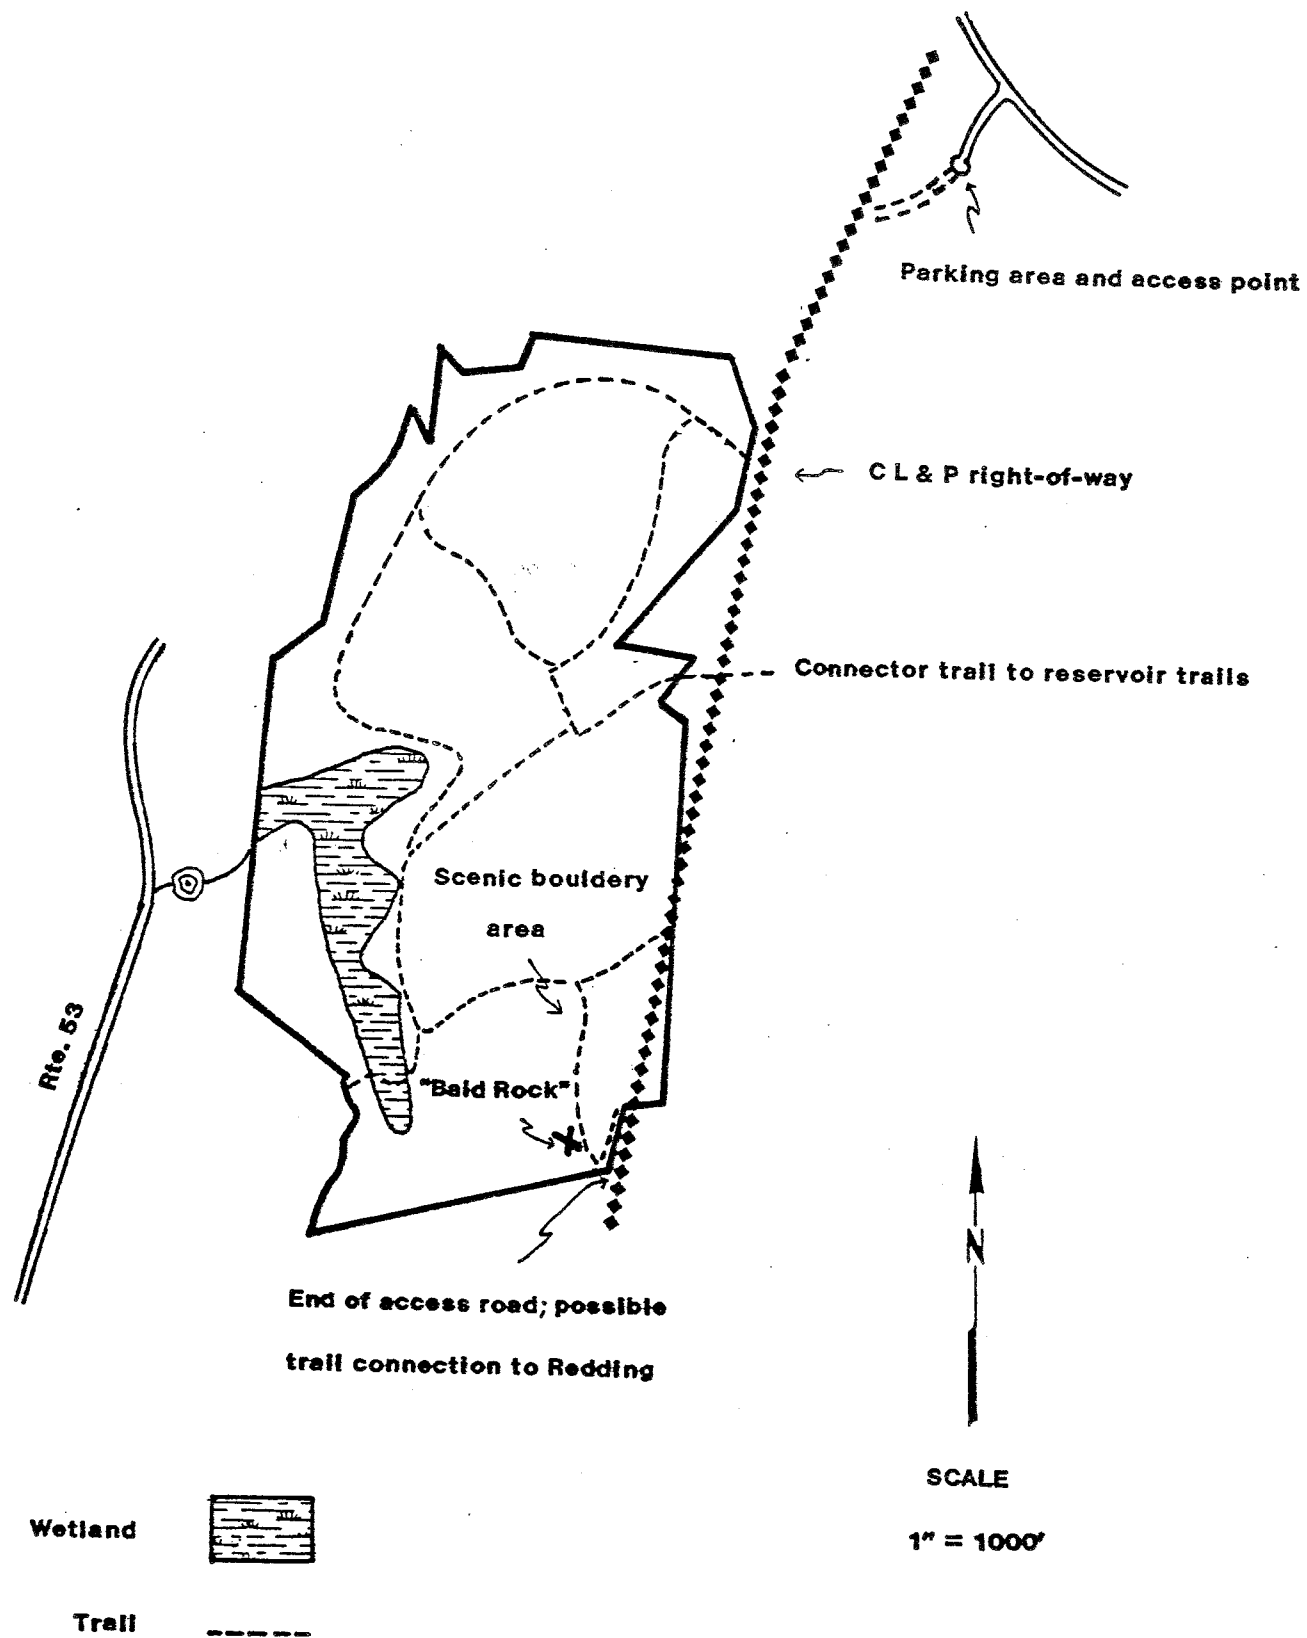 Parking area and access point
C L & P right-of-way
Connector trail to reservoir trails
Scenic bouldery
area
Rte. 53
"Bald Rock"
End of access road; possible
trail connection to Redding
N
SCALE
1" = 1000'
Wetland
Trail